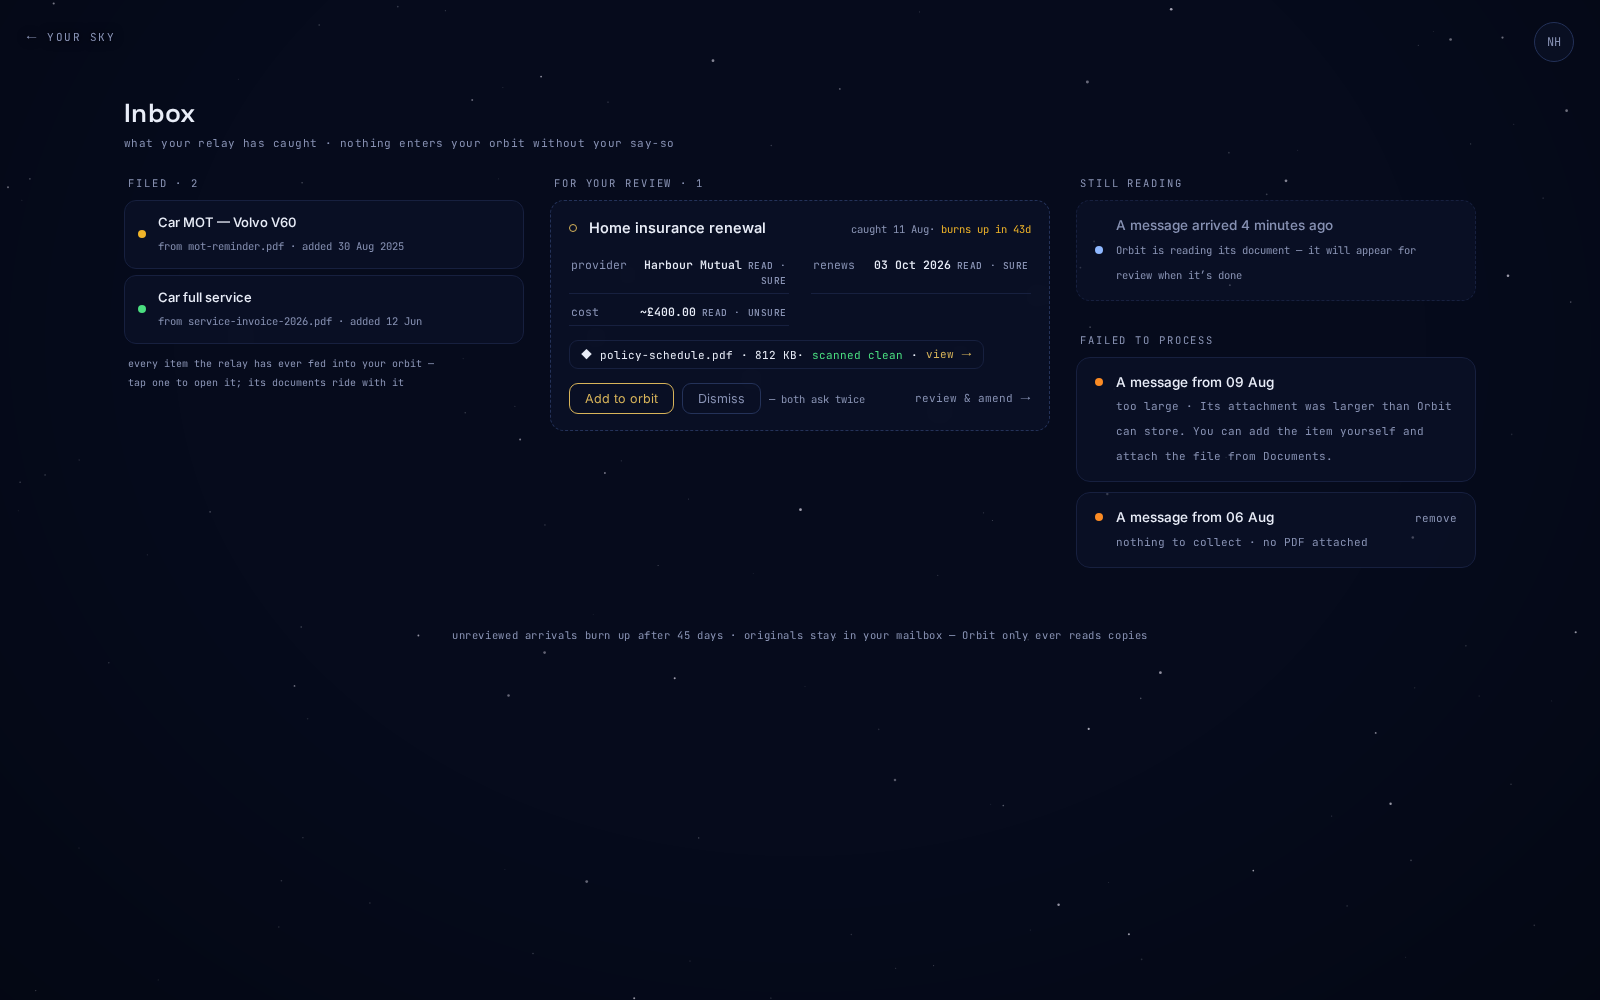 ← YOUR SKY
NH
Inbox
what your relay has caught · nothing enters your orbit without your say-so
FILED · 2
Car MOT — Volvo V60
from mot-reminder.pdf · added 30 Aug 2025
Car full service
from service-invoice-2026.pdf · added 12 Jun
every item the relay has ever fed into your orbit —
tap one to open it; its documents ride with it
FOR YOUR REVIEW · 1
Home insurance renewal
caught 11 Aug· burns up in 43d
provider Harbour Mutual READ ·
SURE
renews 03 Oct 2026 READ · SURE
cost ~£400.00 READ · UNSURE
◆ policy-schedule.pdf · 812 KB· scanned clean · view →
Add to orbit Dismiss — both ask twice review & amend →
STILL READING
A message arrived 4 minutes ago
Orbit is reading its document — it will appear for
review when it’s done
FAILED TO PROCESS
A message from 09 Aug
too large · Its attachment was larger than Orbit
can store. You can add the item yourself and
attach the file from Documents.
A message from 06 Aug remove
nothing to collect · no PDF attached
unreviewed arrivals burn up after 45 days · originals stay in your mailbox — Orbit only ever reads copies